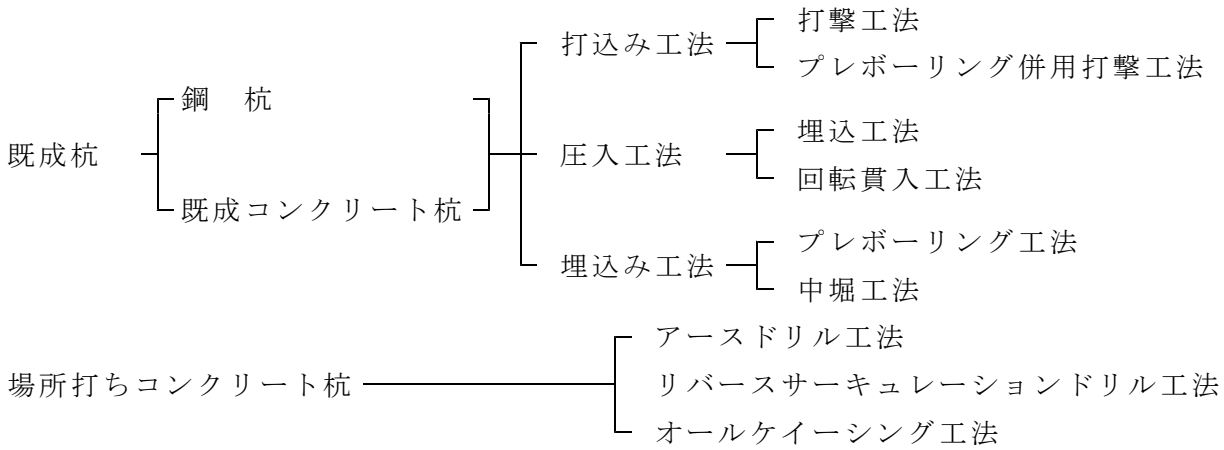 打撃工法
打込み工法
プレボーリング併用打撃工法
鋼　杭
埋込工法
既成杭
圧入工法
回転貫入工法
既成コンクリート杭
プレボーリング工法
埋込み工法
中堀工法
アースドリル工法
場所打ちコンクリート杭
リバースサーキュレーションドリル工法
オールケイーシング工法